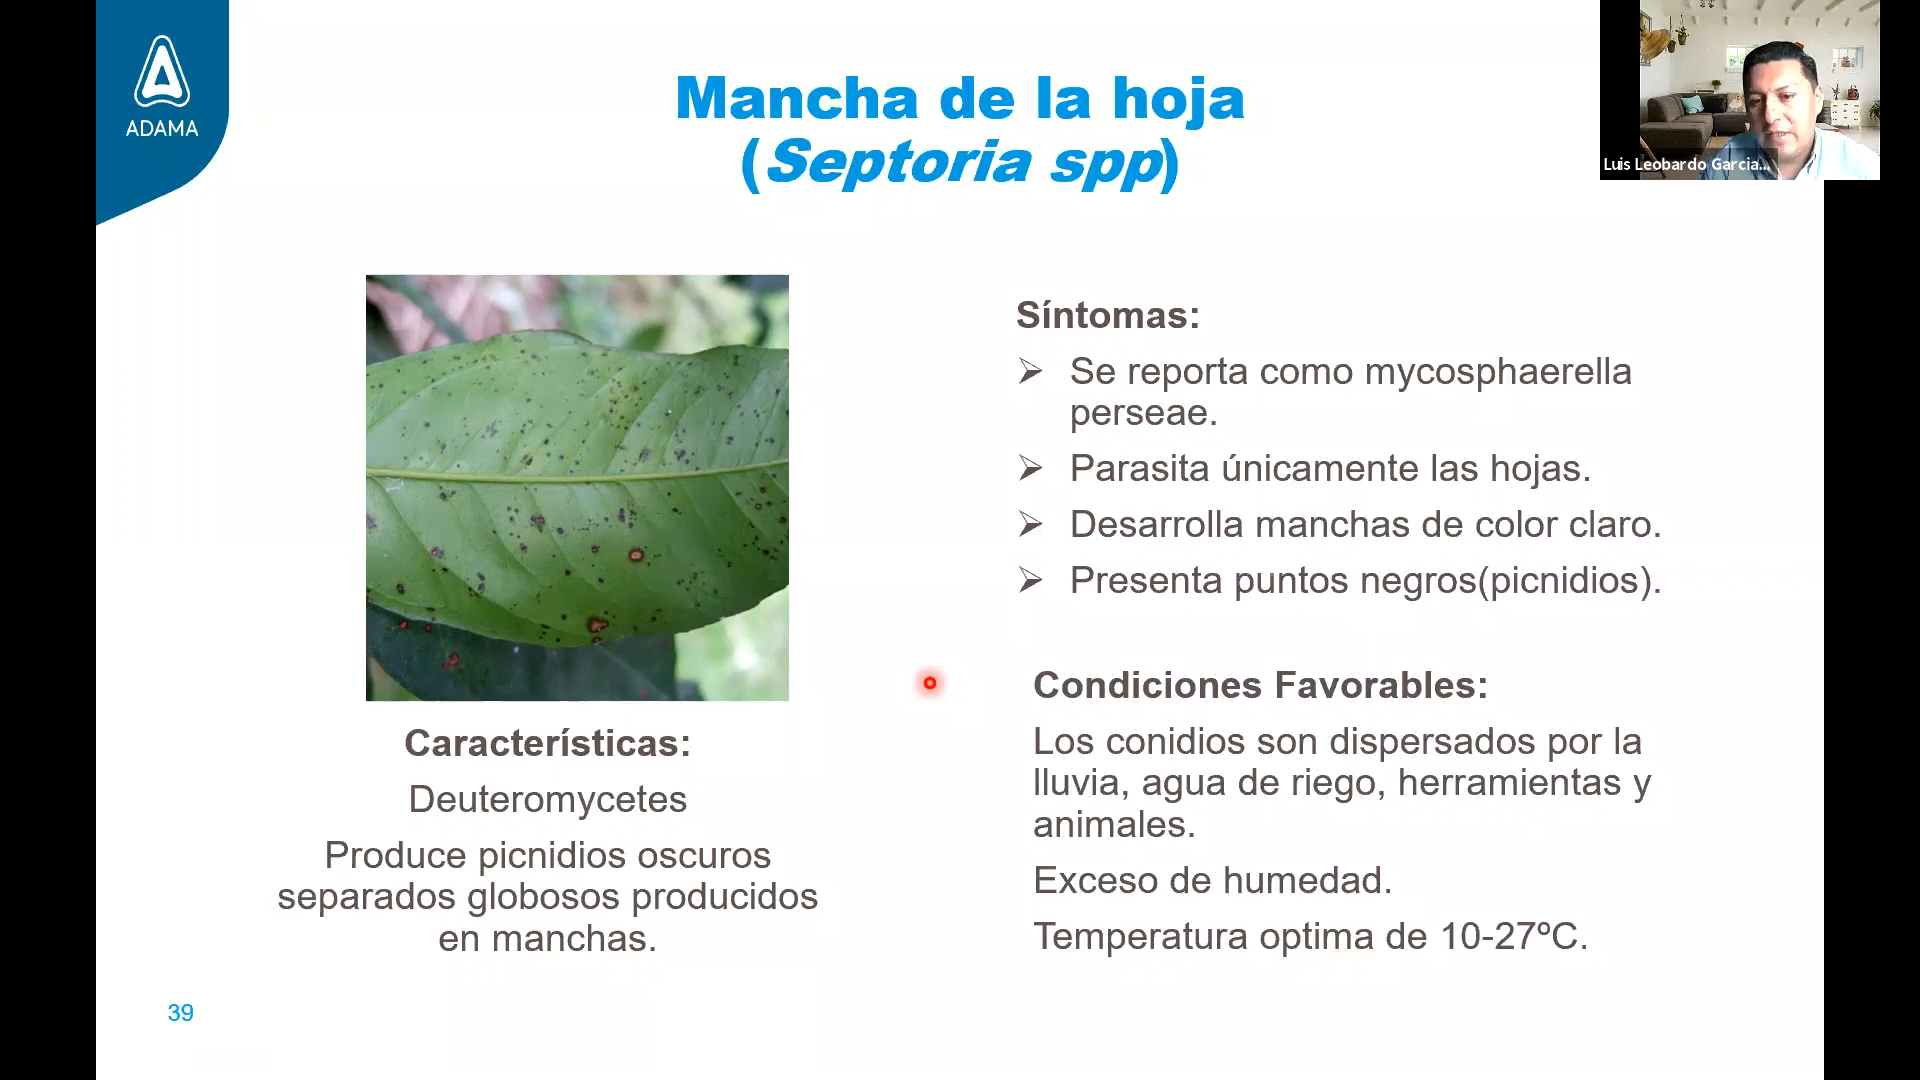 ADAMA
Mancha de la hoja
(Septoria spp)
Luis Leobardo Garcia...
Síntomas:
Se reporta como mycosphaerella
perseae.
Parasita únicamente las hojas.
Desarrolla manchas de color claro.
Presenta puntos negros(picnidios).
Características:
Deuteromycetes
Produce picnidios oscuros
separados globosos producidos
en manchas.
Condiciones Favorables:
Los conidios son dispersados por la
lluvia, agua de riego, herramientas y
animales.
Exceso de humedad.
Temperatura optima de 10-27ºC.
39